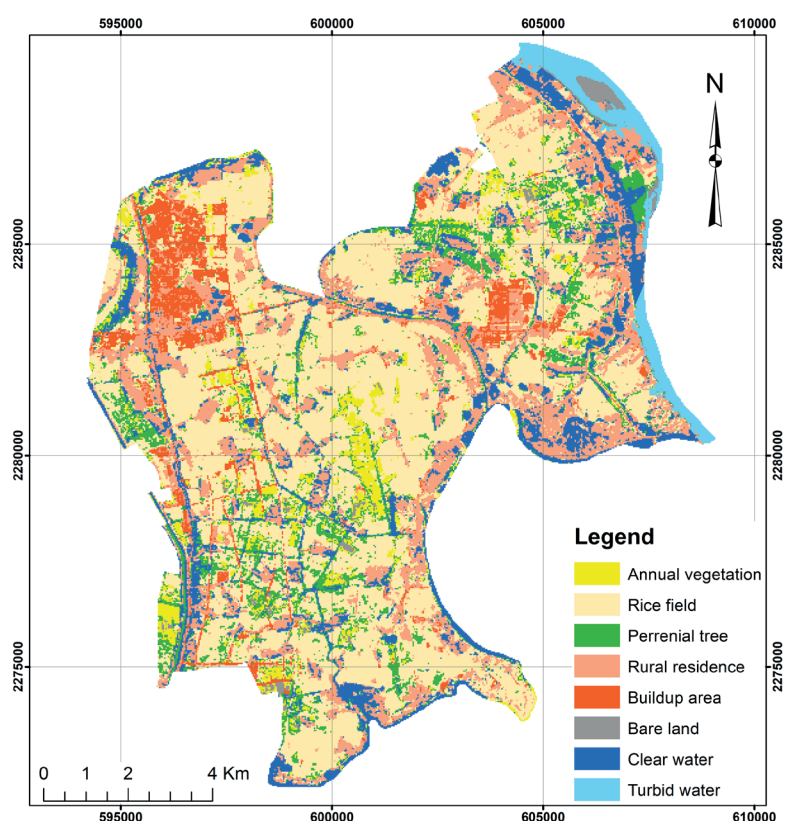 595000 600000 605000 610000
N
2285000 2285000
2280000 2280000
Legend
Annual vegetation
Rice field
Perrenial tree
Rural residence
Buildup area
Bare land
Clear water
Turbid water
2275000 2275000
0 1 2 4 Km
595000 600000 605000 610000